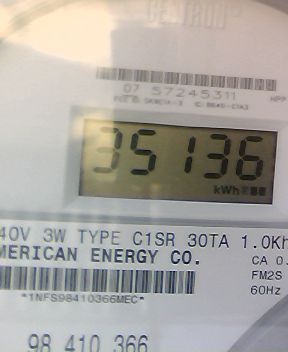 CENTRON
07 57245311
35136
kWh
40V 3W TYPE C1SR 30TA 1.0Kh
MERICAN ENERGY CO.
CA 0.
FM2S
60Hz
*1NFS98410366MEC*
98 410 366